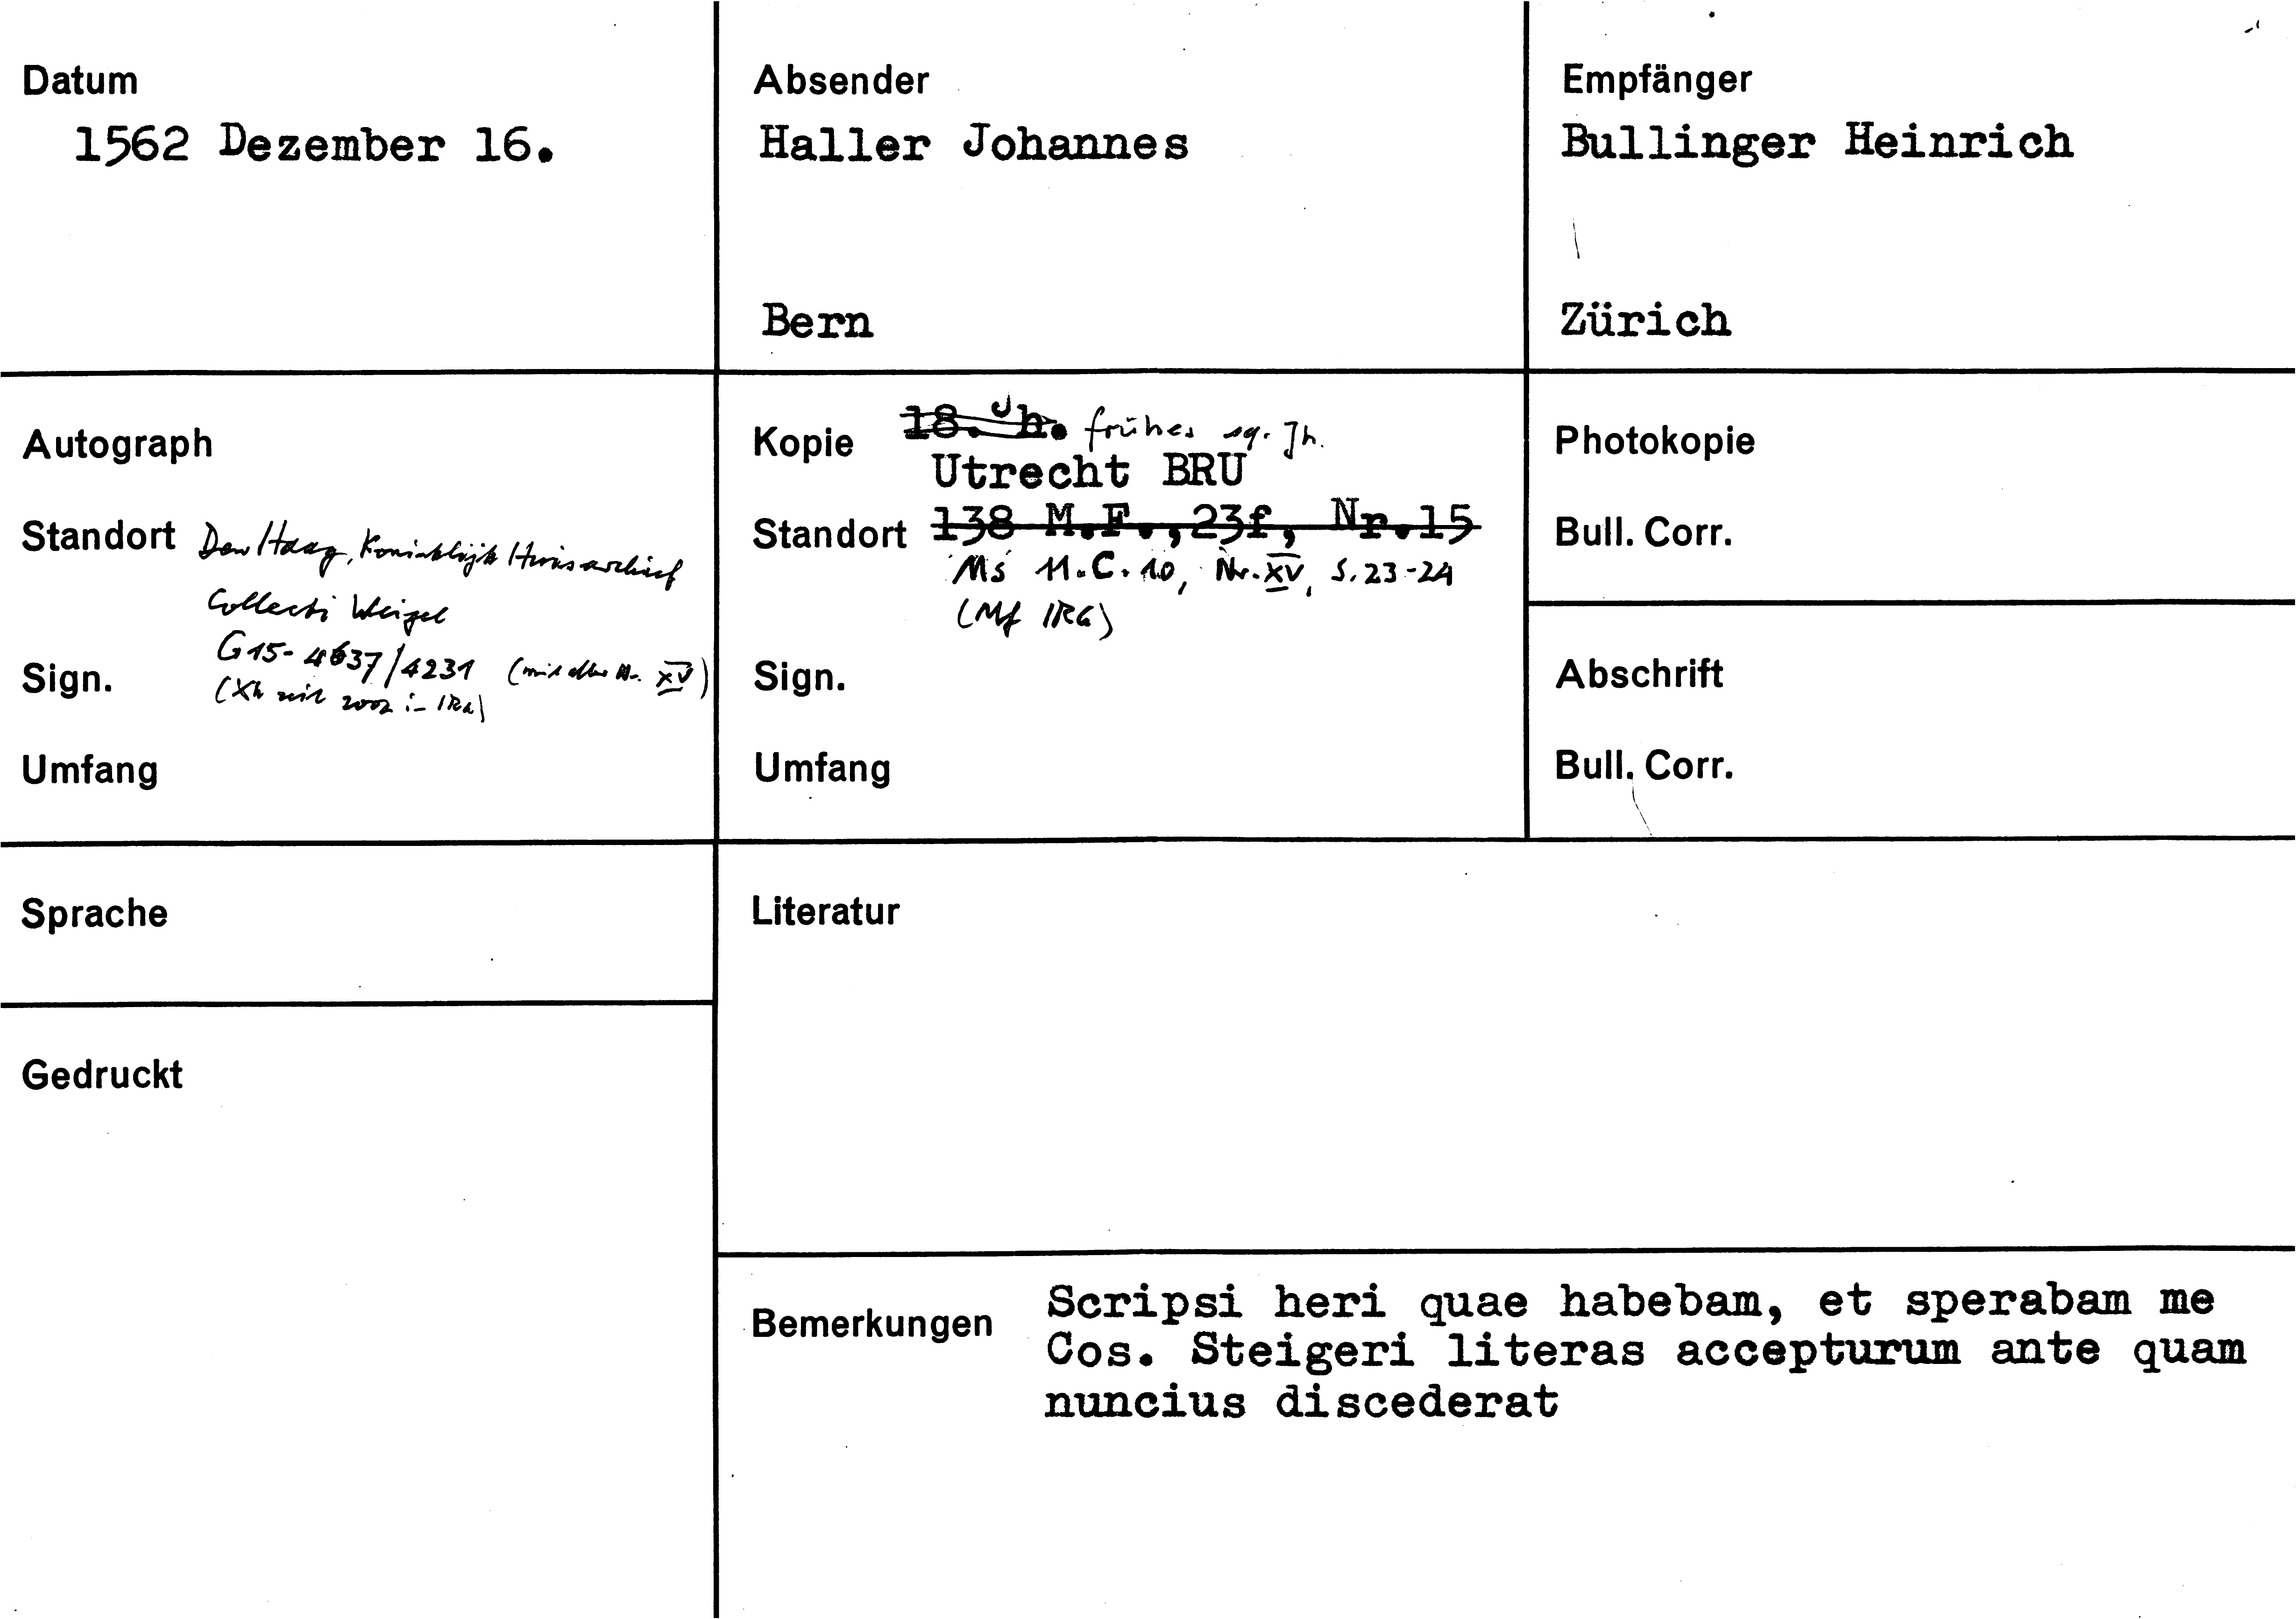 Datum
1562 Dezember 16.
Absender
Haller Johannes
Bern
Empfänger
Bullinger Heinrich
Zürich
Autograph
Standort Den Haag, Koninklijk Huisarchief
Collecti Weigel
Sign. G15-4637/4231 (mit alter Nr. XV)
(Xk seit 2002 im IRG)
Umfang
Kopie 18. Jh. frühes 19. Jh.
Utrecht BRU
Standort 138 M.F.,23f, Nr.15
Ms 11.C.10, Nr. XV, S. 23-24
(Mf IRG)
Sign.
Umfang
Photokopie
Bull. Corr.
Abschrift
Bull. Corr.
Sprache
Gedruckt
Literatur
Bemerkungen Scripsi heri quae habebam, et sperabam me
Cos. Steigeri literas accepturum ante quam
nuncius discederat